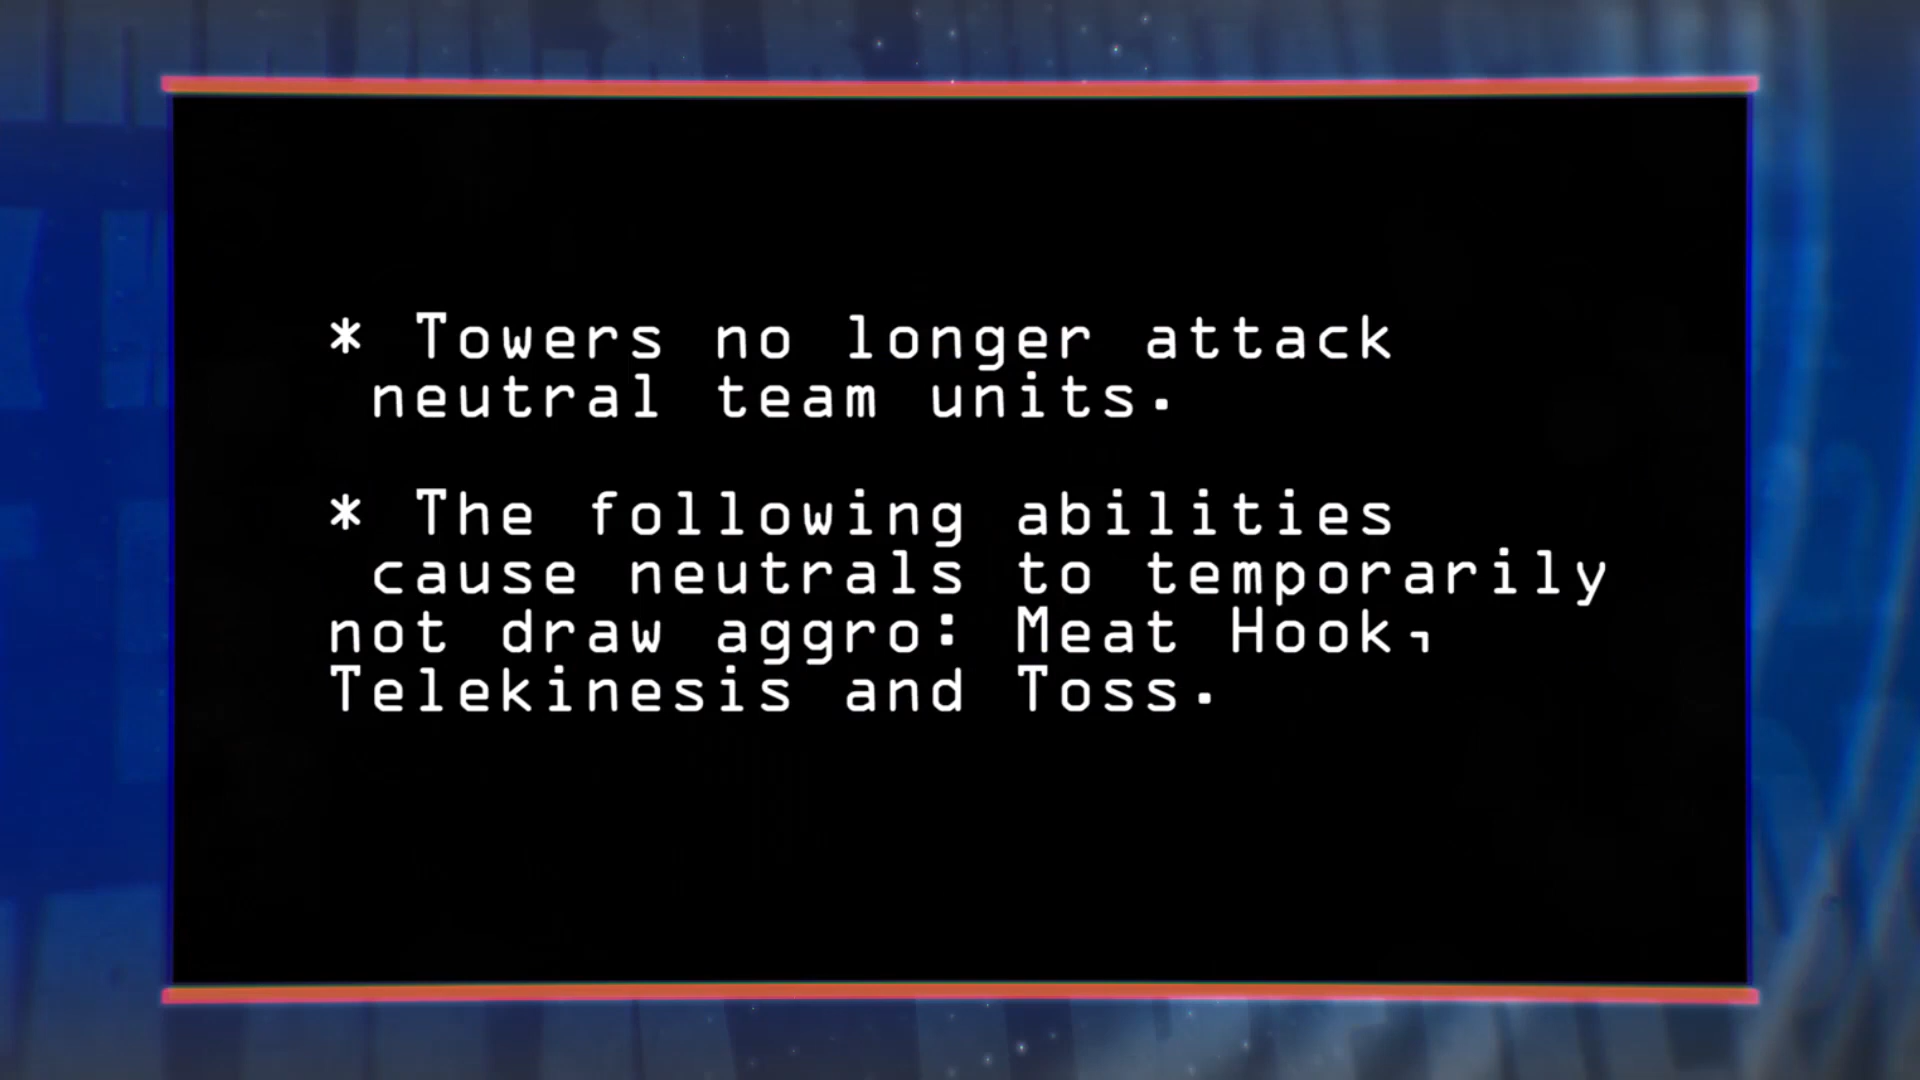 * Towers no longer attack
neutral team units.
* The following abilities
cause neutrals to temporarily
not draw aggro: Meat Hook,
Telekinesis and Toss.